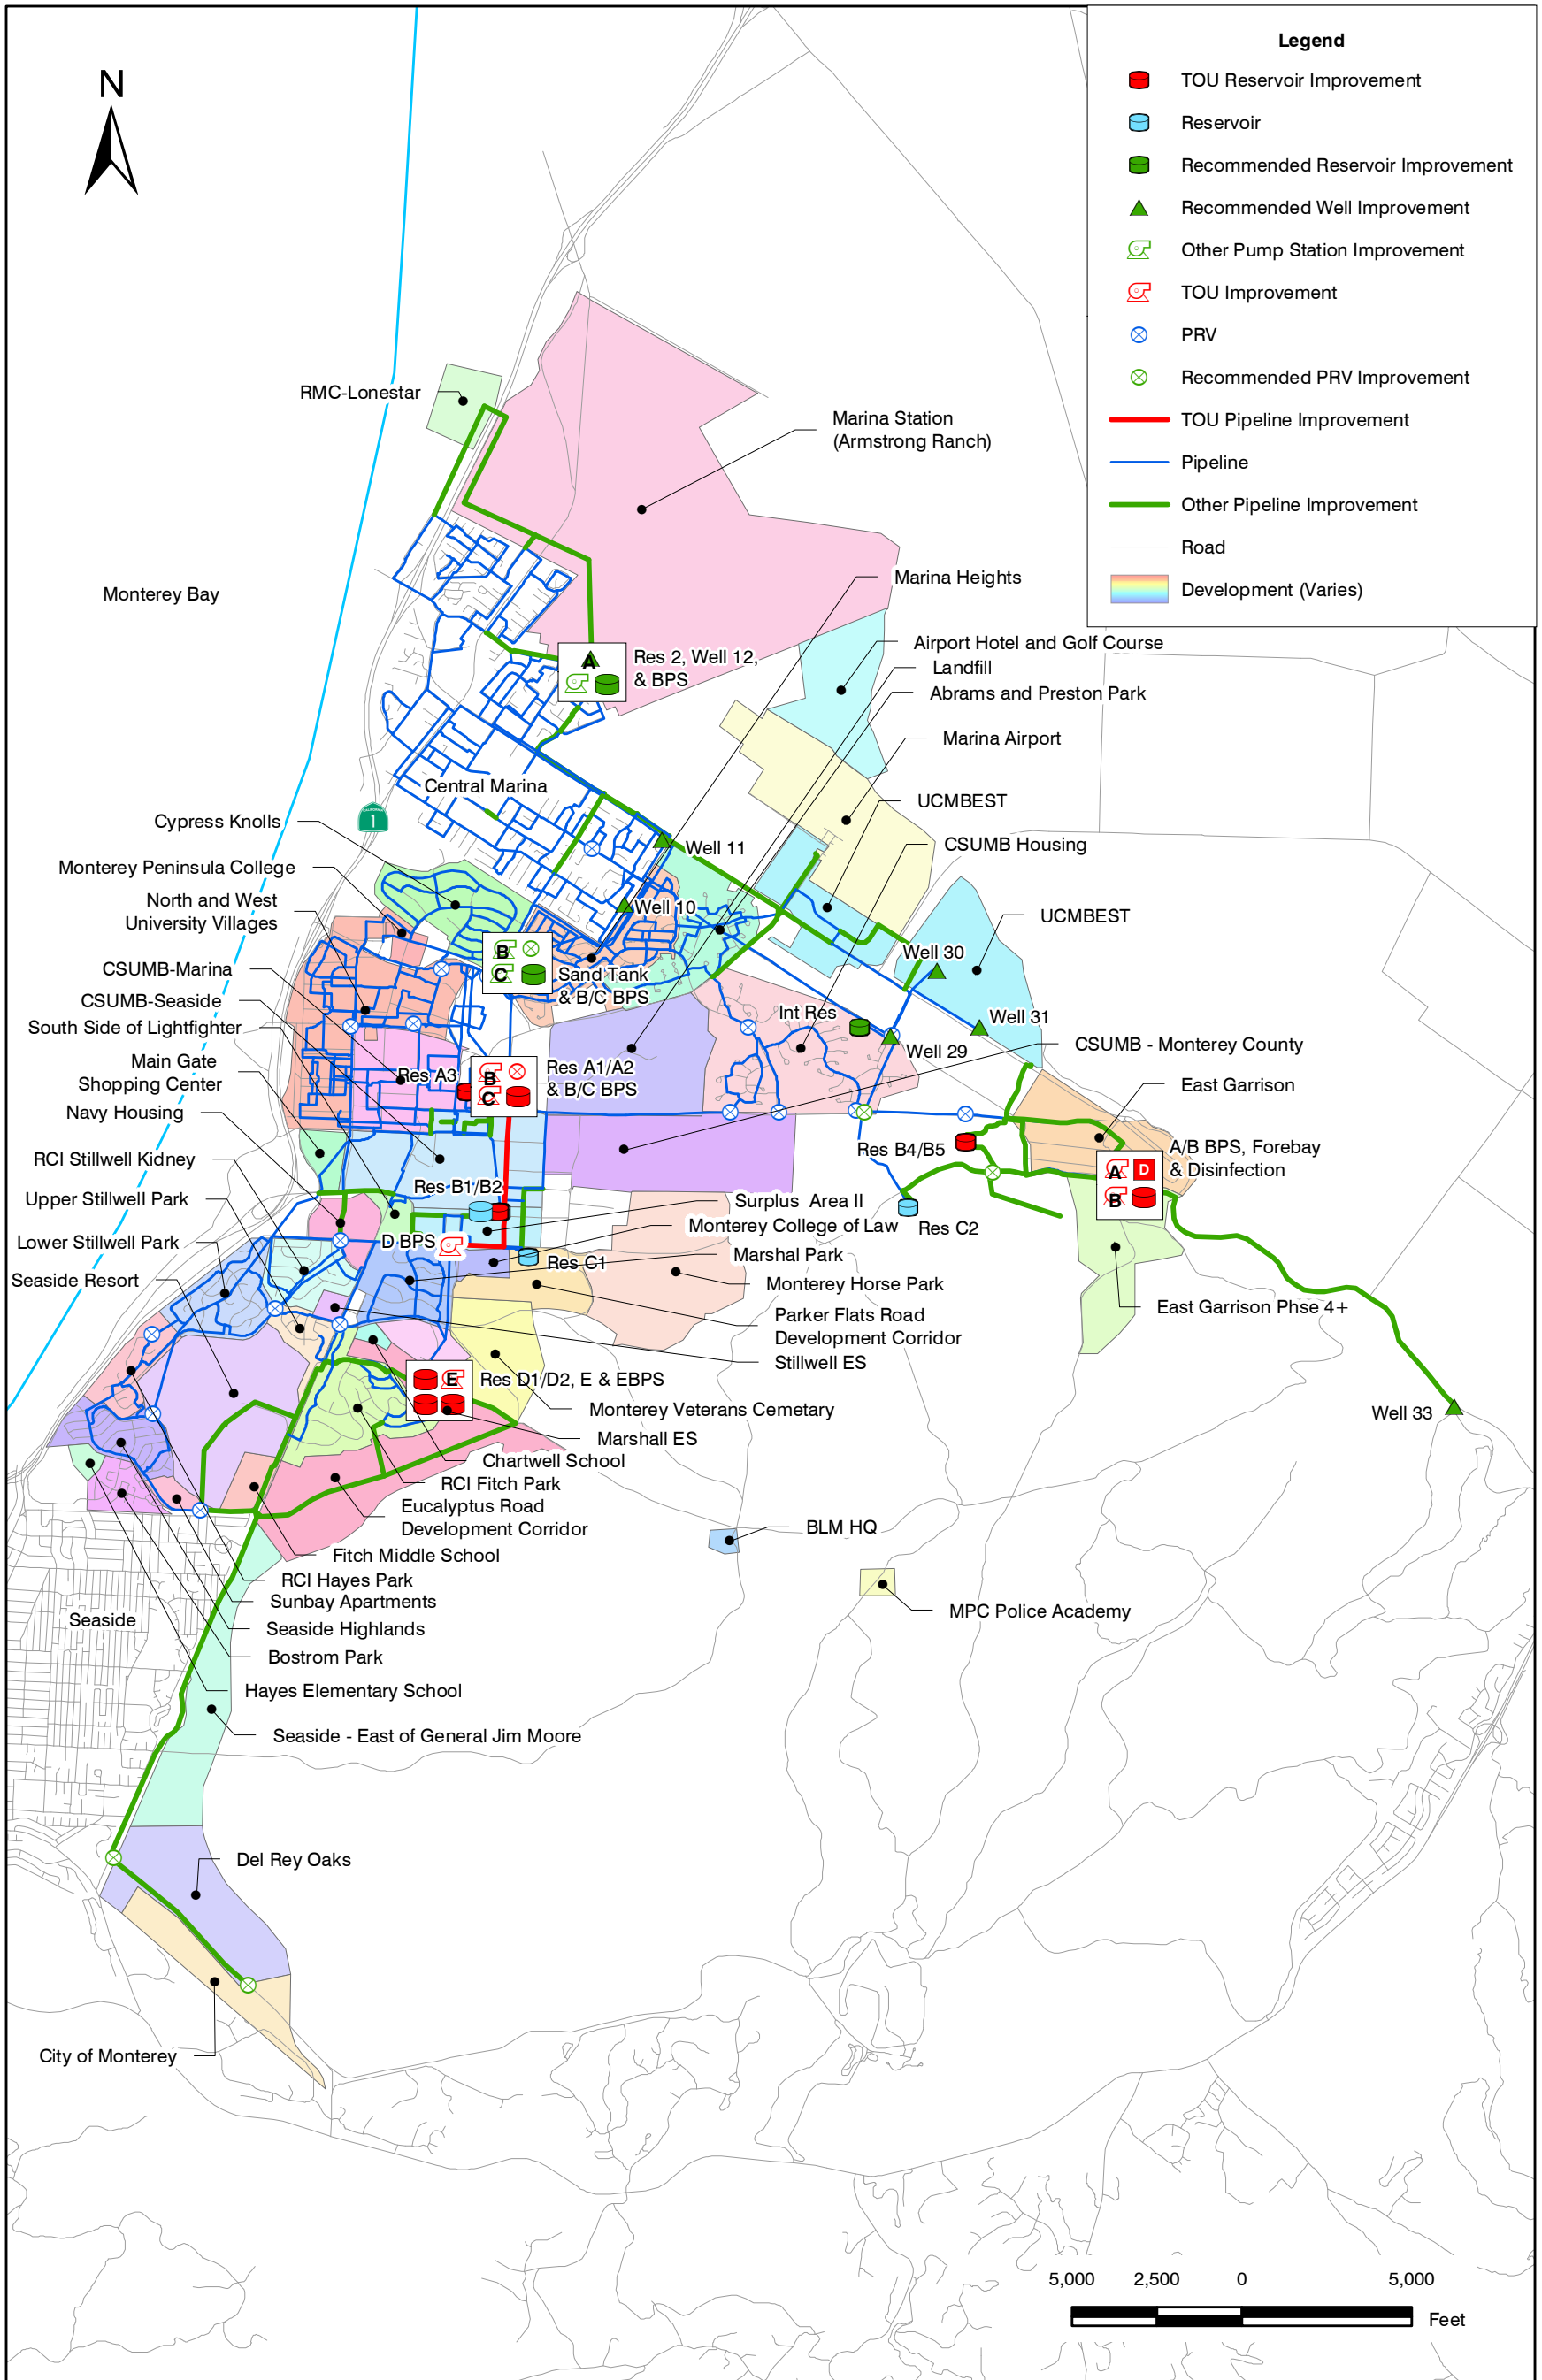 Legend
TOU Reservoir Improvement
Reservoir
Recommended Reservoir Improvement
Recommended Well Improvement
Other Pump Station Improvement
TOU Improvement
PRV
Recommended PRV Improvement
TOU Pipeline Improvement
Pipeline
Other Pipeline Improvement
Road
Development (Varies)
N
RMC-Lonestar
Marina Station
(Armstrong Ranch)
Monterey Bay
Marina Heights
Airport Hotel and Golf Course
Landfill
Abrams and Preston Park
Marina Airport
UCMBEST
CSUMB Housing
UCMBEST
A
Res 2, Well 12,
& BPS
Central Marina
CALIFORNIA
1
Cypress Knolls
Monterey Peninsula College
North and West
University Villages
CSUMB-Marina
CSUMB-Seaside
South Side of Lightfighter
Main Gate
Shopping Center
Navy Housing
RCI Stillwell Kidney
Upper Stillwell Park
Lower Stillwell Park
Seaside Resort
Well 11
Well 10
B
C
Sand Tank
& B/C BPS
Well 30
Int Res
Well 31
Well 29
CSUMB - Monterey County
East Garrison
Res A3
B
C
Res A1/A2
& B/C BPS
Res B4/B5
A/B BPS, Forebay
& Disinfection
A
D
B
Res B1/B2
Surplus Area II
Res C2
Monterey College of Law
D BPS
Marshal Park
Res C1
Monterey Horse Park
Parker Flats Road
Development Corridor
East Garrison Phse 4+
Stillwell ES
E
Res D1/D2, E & EBPS
Monterey Veterans Cemetary
Well 33
Marshall ES
Chartwell School
RCI Fitch Park
Eucalyptus Road
Development Corridor
BLM HQ
Fitch Middle School
RCI Hayes Park
Sunbay Apartments
MPC Police Academy
Seaside
Seaside Highlands
Bostrom Park
Hayes Elementary School
Seaside - East of General Jim Moore
Del Rey Oaks
City of Monterey
5,000
2,500
0
5,000
Feet